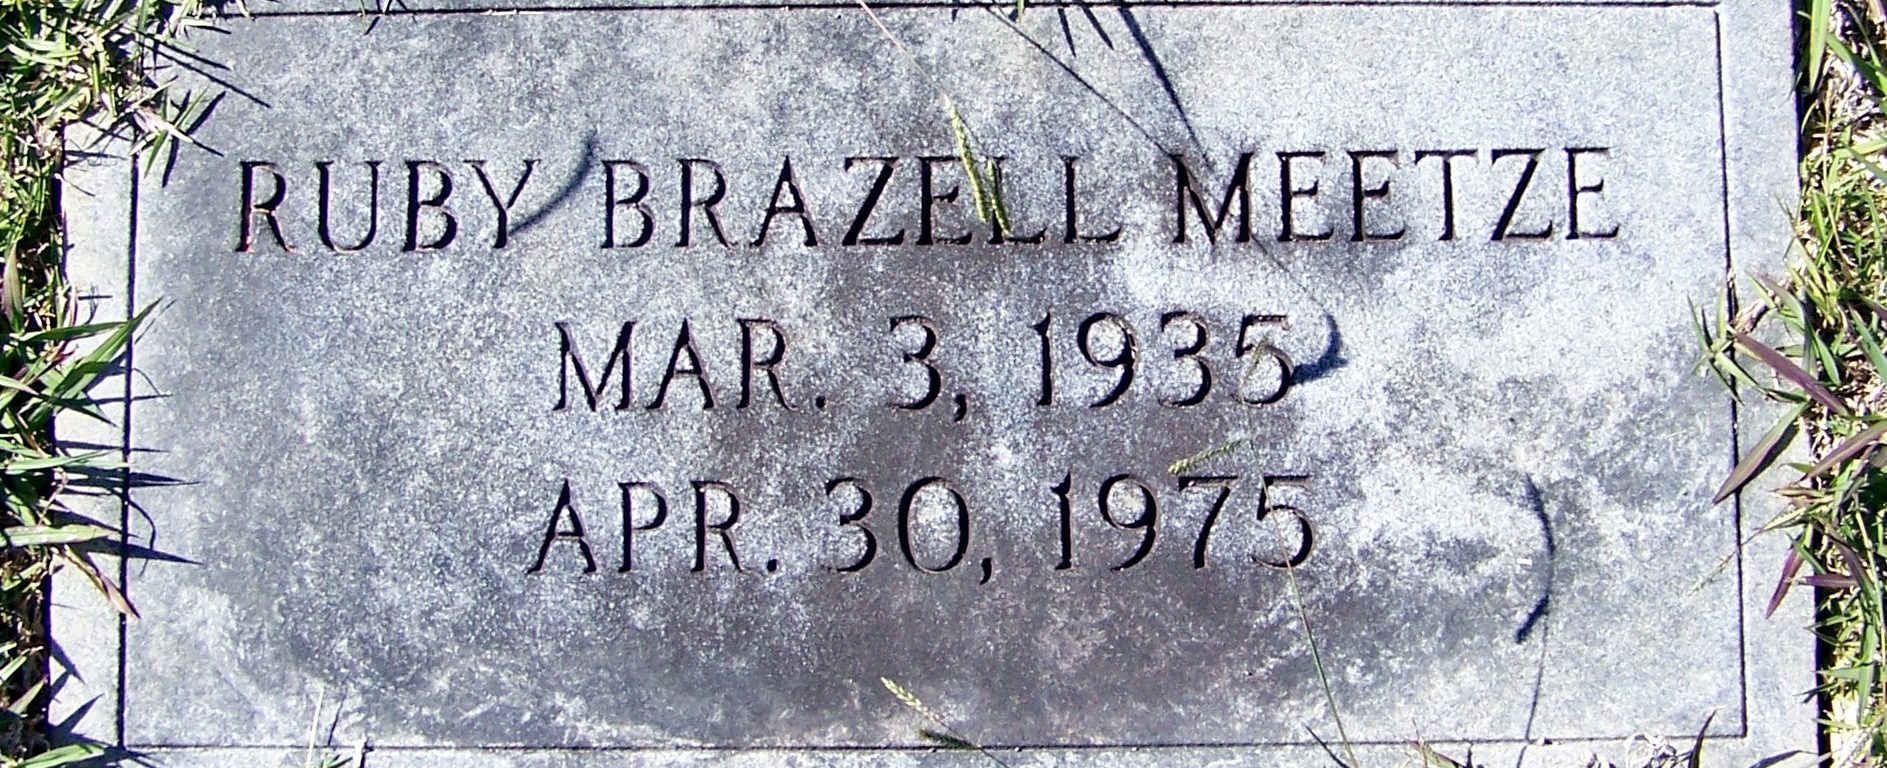 RUBY BRAZELL MEETZE
MAR. 3, 1935
APR. 30, 1975